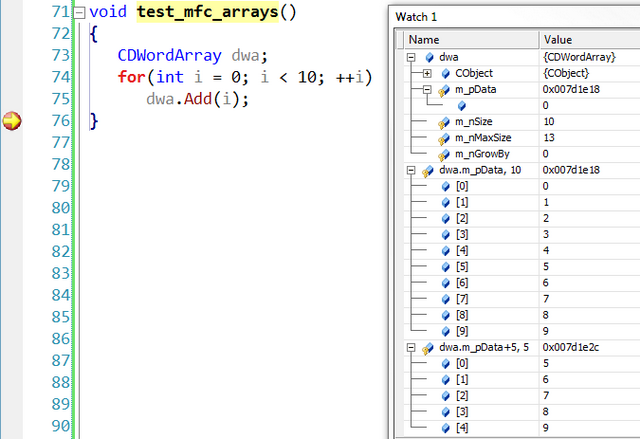 71 void test_mfc_arrays()
72 {
73 CDWordArray dwa;
74 for(int i = 0; i < 10; ++i)
75 dwa.Add(i);
76 }
77
78
79
80
81
82
83
84
85
86
87
88
89
90
Watch 1
Name Value
dwa {CDWordArray}
CObject {CObject}
m_pData 0x007d1e18
0
m_nSize 10
m_nMaxSize 13
m_nGrowBy 0
dwa.m_pData, 10 0x007d1e18
[0] 0
[1] 1
[2] 2
[3] 3
[4] 4
[5] 5
[6] 6
[7] 7
[8] 8
[9] 9
dwa.m_pData+5, 5 0x007d1e2c
[0] 5
[1] 6
[2] 7
[3] 8
[4] 9